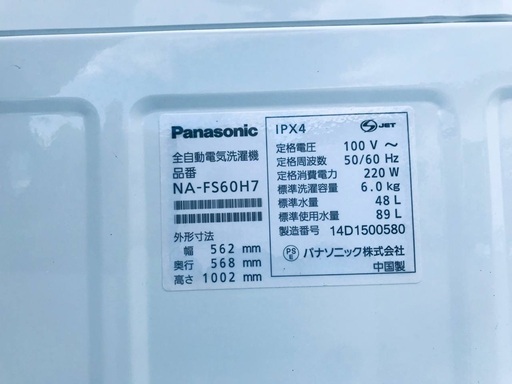 Panasonic
全自動電気洗濯機
品番
NA-FS60H7
外形寸法
幅 562 mm
奥行 568 mm
高さ 1002 mm
IPX4
S JET
定格電圧 100 V ～
定格周波数 50/60 Hz
定格消費電力 220 W
標準洗濯容量 6.0 kg
標準水量 48 L
標準使用水量 89 L
製造番号 14D1500580
PS E パナソニック株式会社
中国製